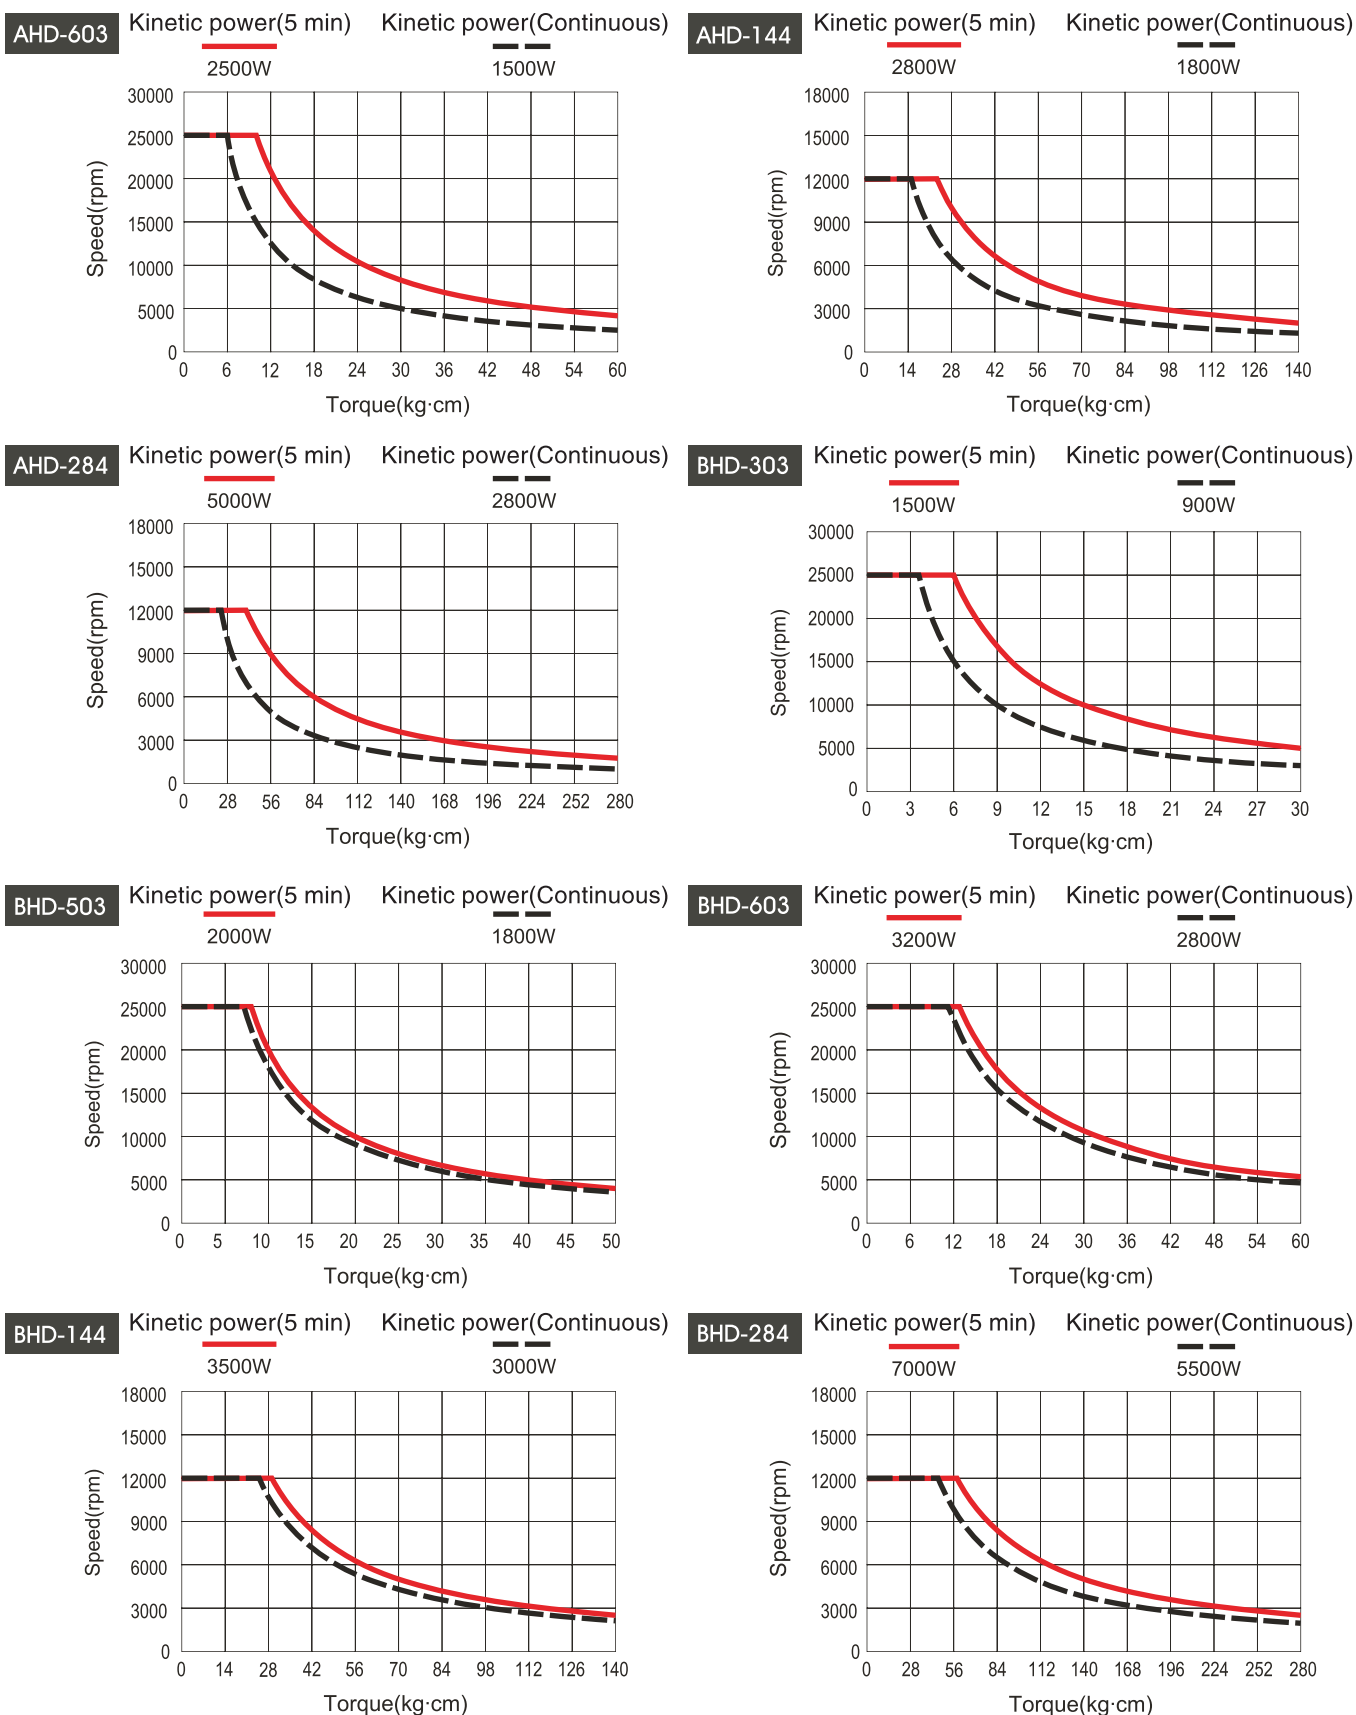 AHD-603
Kinetic power(5 min) Kinetic power(Continuous)
2500W 1500W
30000
25000
20000
15000
10000
5000
0
Speed(rpm)
0 6 12 18 24 30 36 42 48 54 60
Torque(kg·cm)
AHD-144
Kinetic power(5 min) Kinetic power(Continuous)
2800W 1800W
18000
15000
12000
9000
6000
3000
0
Speed(rpm)
0 14 28 42 56 70 84 98 112 126 140
Torque(kg·cm)
AHD-284
Kinetic power(5 min) Kinetic power(Continuous)
5000W 2800W
18000
15000
12000
9000
6000
3000
0
Speed(rpm)
0 28 56 84 112 140 168 196 224 252 280
Torque(kg·cm)
BHD-303
Kinetic power(5 min) Kinetic power(Continuous)
1500W 900W
30000
25000
20000
15000
10000
5000
0
Speed(rpm)
0 3 6 9 12 15 18 21 24 27 30
Torque(kg·cm)
BHD-503
Kinetic power(5 min) Kinetic power(Continuous)
2000W 1800W
30000
25000
20000
15000
10000
5000
0
Speed(rpm)
0 5 10 15 20 25 30 35 40 45 50
Torque(kg·cm)
BHD-603
Kinetic power(5 min) Kinetic power(Continuous)
3200W 2800W
30000
25000
20000
15000
10000
5000
0
Speed(rpm)
0 6 12 18 24 30 36 42 48 54 60
Torque(kg·cm)
BHD-144
Kinetic power(5 min) Kinetic power(Continuous)
3500W 3000W
18000
15000
12000
9000
6000
3000
0
Speed(rpm)
0 14 28 42 56 70 84 98 112 126 140
Torque(kg·cm)
BHD-284
Kinetic power(5 min) Kinetic power(Continuous)
7000W 5500W
18000
15000
12000
9000
6000
3000
0
Speed(rpm)
0 28 56 84 112 140 168 196 224 252 280
Torque(kg·cm)